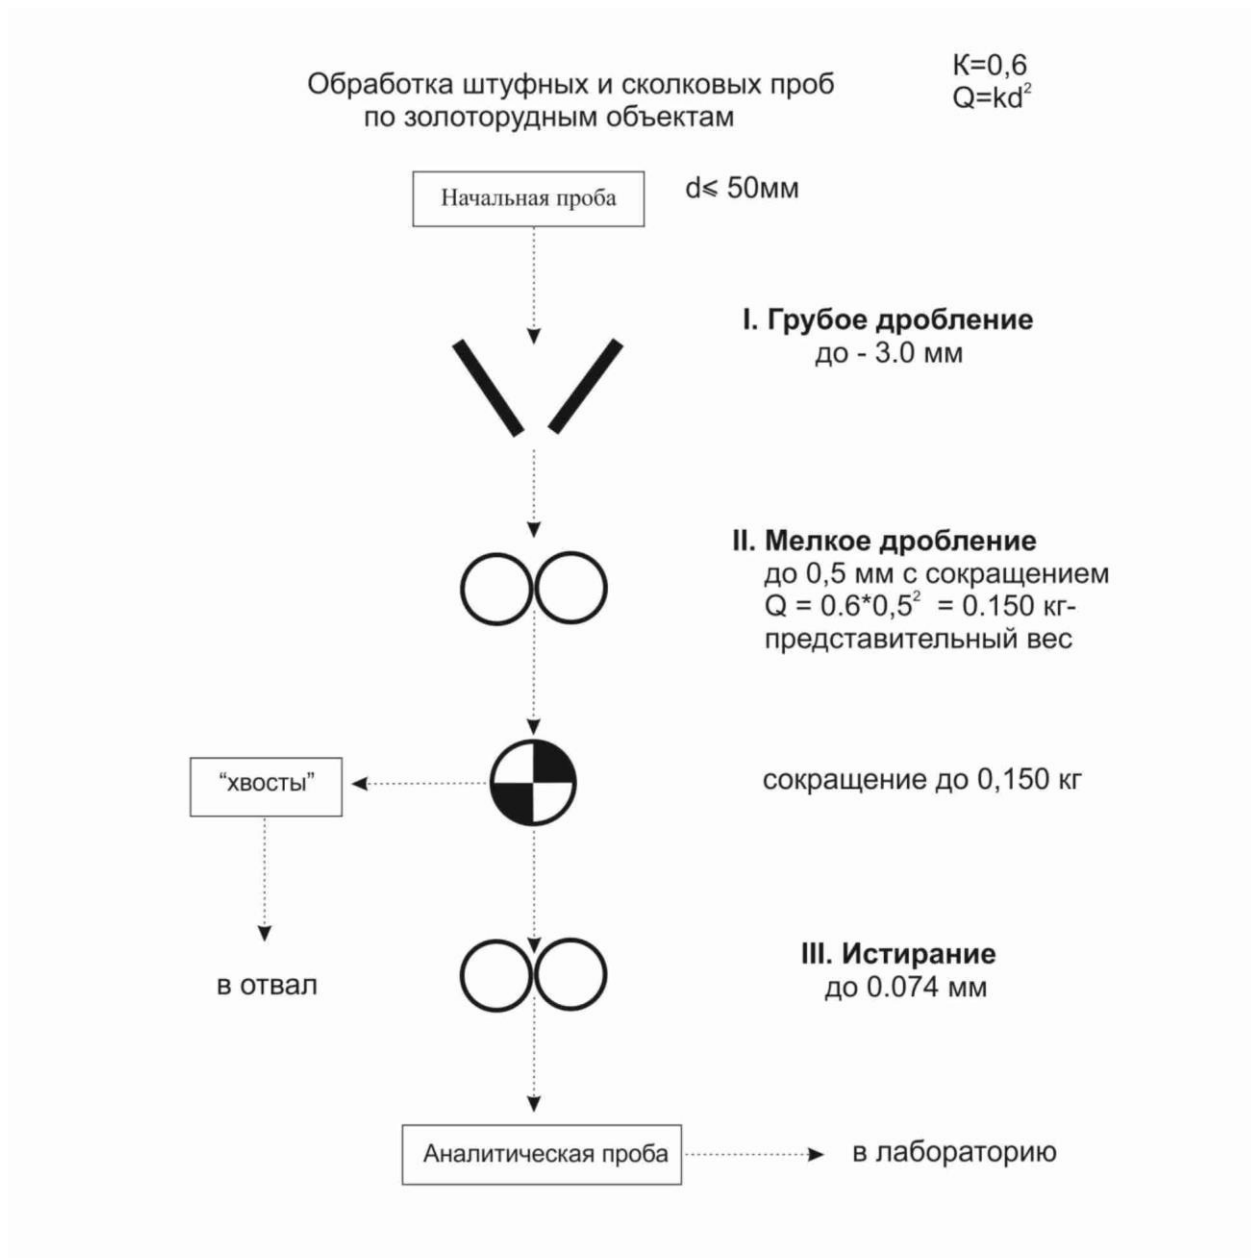 Обработка штуфных и сколковых проб
по золоторудным объектам
К=0,6
Q=kd²
Начальная проба
d⩽ 50мм
I. Грубое дробление
до - 3.0 мм
II. Мелкое дробление
до 0,5 мм с сокращением
Q = 0.6*0,5² = 0.150 кг-
представительный вес
“хвосты”
сокращение до 0,150 кг
в отвал
III. Истирание
до 0.074 мм
Аналитическая проба
в лабораторию